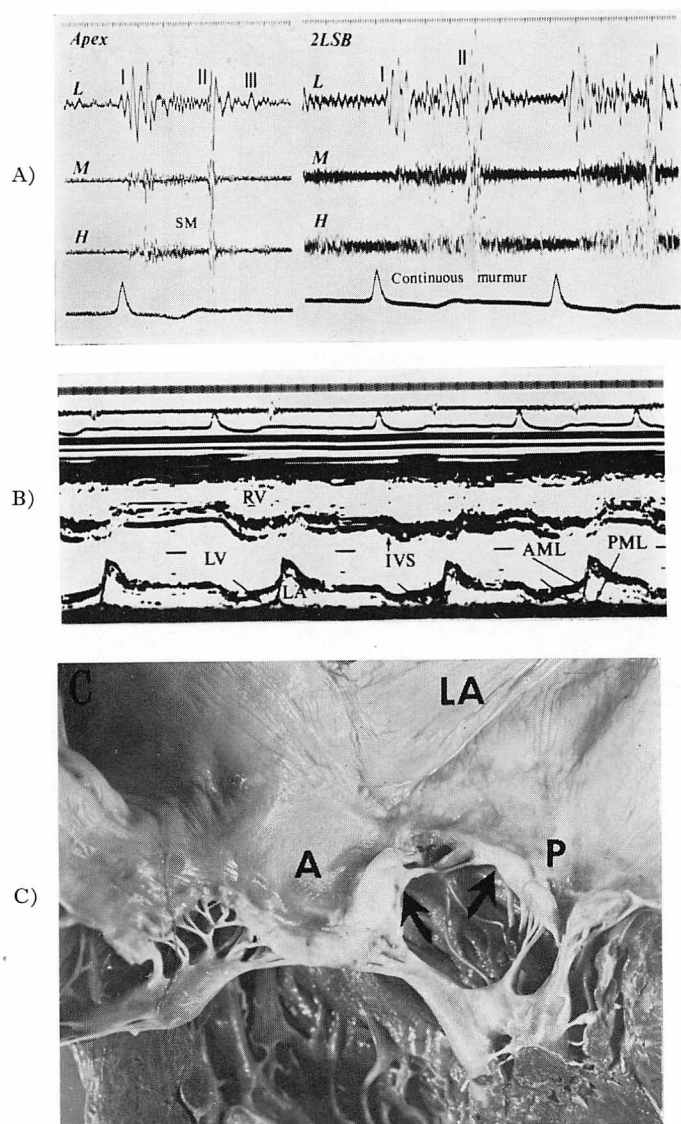 Apex
2LSB
I II III
I II
L
L
A)
M
M
SM
H
H
Continuous murmur
B)
RV
LV
IVS
AML
PML
LA
C
LA
A
P
C)